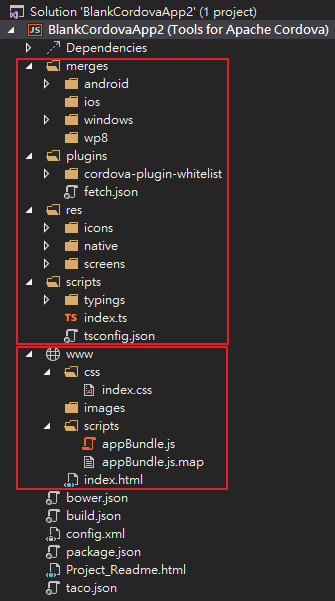 Solution 'BlankCordovaApp2' (1 project)
JS BlankCordovaApp2 (Tools for Apache Cordova)
Dependencies
merges
android
ios
windows
wp8
plugins
cordova-plugin-whitelist
fetch.json
res
icons
native
screens
scripts
typings
index.ts
tsconfig.json
www
css
index.css
images
scripts
appBundle.js
appBundle.js.map
index.html
bower.json
build.json
config.xml
package.json
Project_Readme.html
taco.json